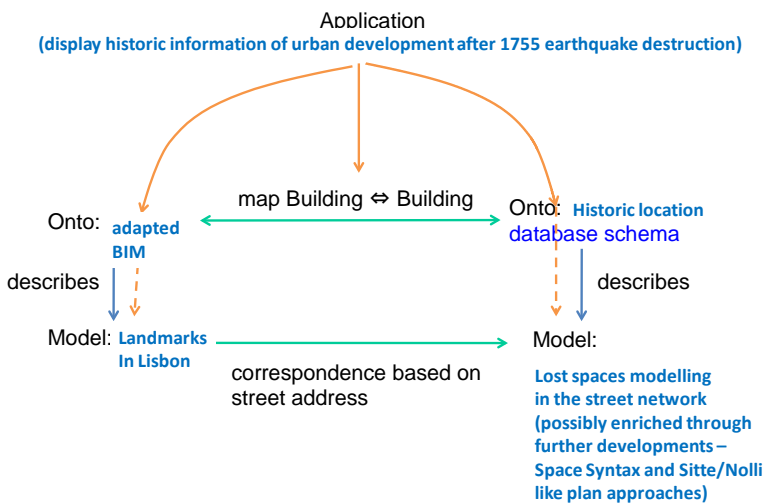 Application
(display historic information of urban development after 1755 earthquake destruction)
map Building ⇔ Building
Onto: adapted
BIM
Onto: Historic location
database schema
describes
describes
Model: Landmarks
In Lisbon
Model:
correspondence based on
street address
Lost spaces modelling
in the street network
(possibly enriched through
further developments –
Space Syntax and Sitte/Nolli
like plan approaches)